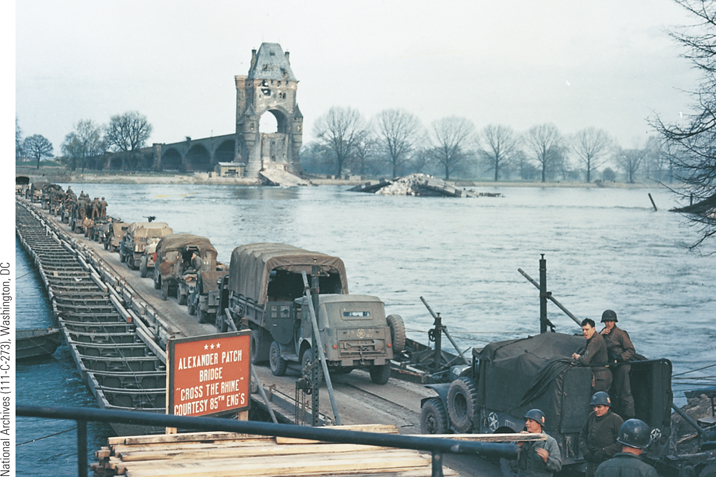 National Archives (111-C-273), Washington, DC
★★★
ALEXANDER PATCH
BRIDGE
"CROSS THE RHINE"
COURTESY 85TH ENG'S